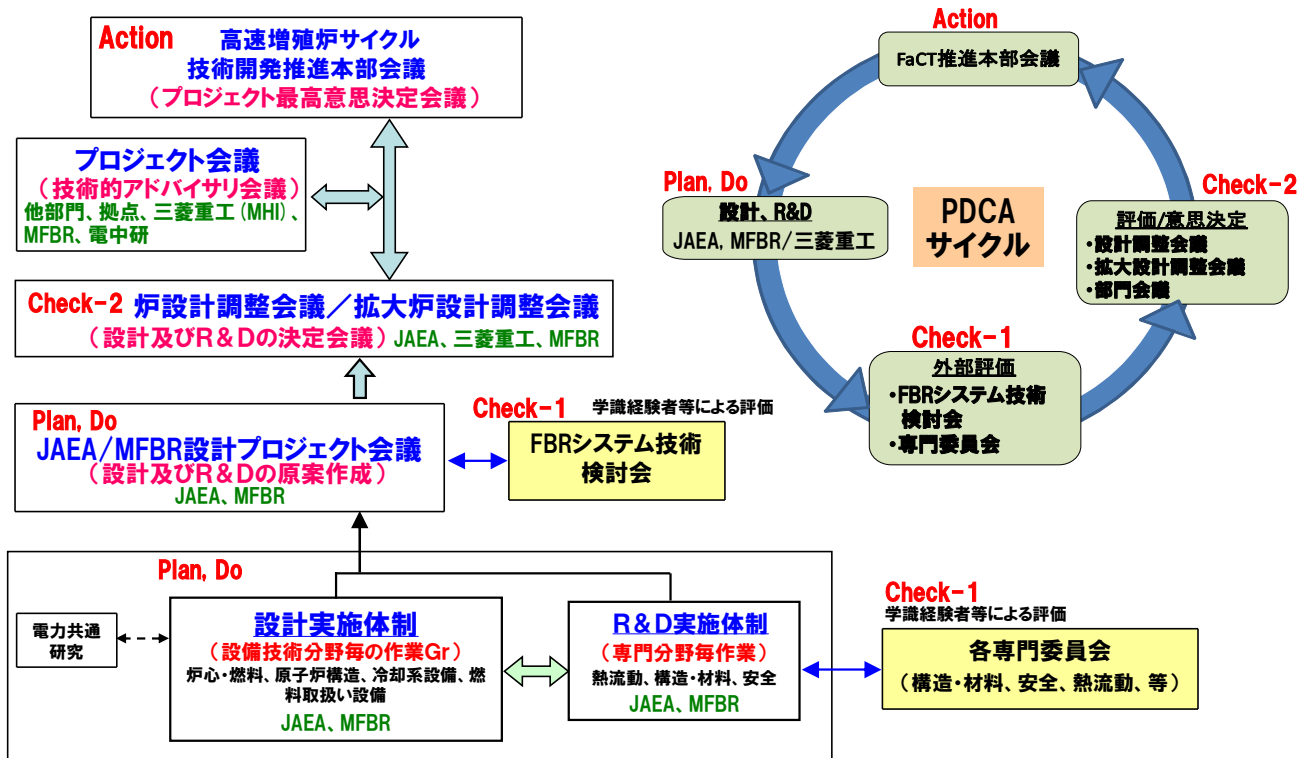 Action
高速増殖炉サイクル
技術開発推進本部会議
（プロジェクト最高意思決定会議）
プロジェクト会議
（技術的アドバイサリ会議）
他部門、拠点、三菱重工(MHI)、
MFBR、電中研
Check-2
炉設計調整会議／拡大炉設計調整会議
（設計及びR＆Dの決定会議）
JAEA、三菱重工、MFBR
Plan, Do
JAEA/MFBR設計プロジェクト会議
（設計及びR＆Dの原案作成）
JAEA、MFBR
Check-1
学識経験者等による評価
FBRシステム技術
検討会
Plan, Do
電力共通
研究
設計実施体制
（設備技術分野毎の作業Gr）
炉心・燃料、原子炉構造、冷却系設備、燃
料取扱い設備
JAEA、MFBR
R＆D実施体制
（専門分野毎作業）
熱流動、構造・材料、安全
JAEA、MFBR
Check-1
学識経験者等による評価
各専門委員会
（構造・材料、安全、熱流動、等）
Action
FaCT推進本部会議
Plan, Do
設計、R&D
JAEA, MFBR/三菱重工
PDCA
サイクル
Check-2
評価/意思決定
・設計調整会議
・拡大設計調整会議
・部門会議
Check-1
外部評価
・FBRシステム技術
検討会
・専門委員会